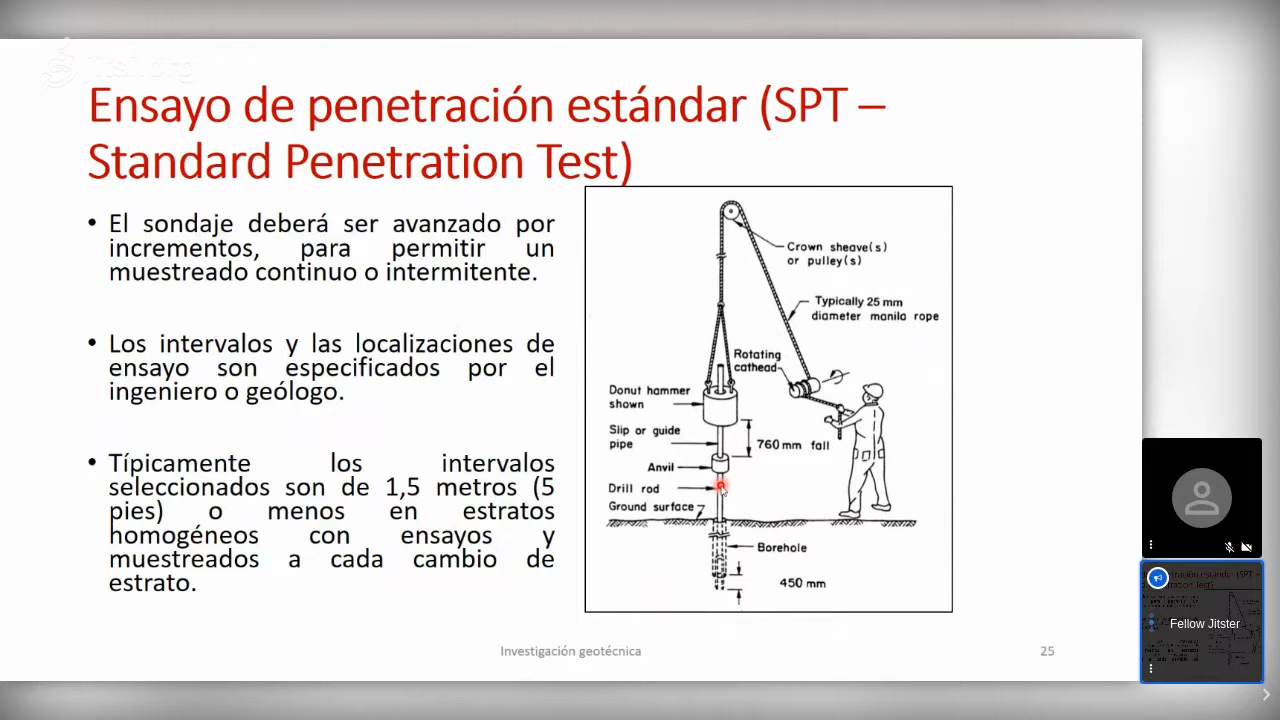 Ensayo de penetración estándar (SPT –
Standard Penetration Test)
• El sondaje deberá ser avanzado por
incrementos, para permitir un
muestreado continuo o intermitente.
• Los intervalos y las localizaciones de
ensayo son especificados por el
ingeniero o geólogo.
• Típicamente los intervalos
seleccionados son de 1,5 metros (5
pies) o menos en estratos
homogéneos con ensayos y
muestreados a cada cambio de
estrato.
Crown sheave(s)
or pulley(s)
Typically 25 mm
diameter manila rope
Rotating
cathead
Donut hammer
shown
Slip or guide
pipe
760 mm fall
Anvil
Drill rod
Ground surface
Borehole
450 mm
Investigación geotécnica
25
Fellow Jitster